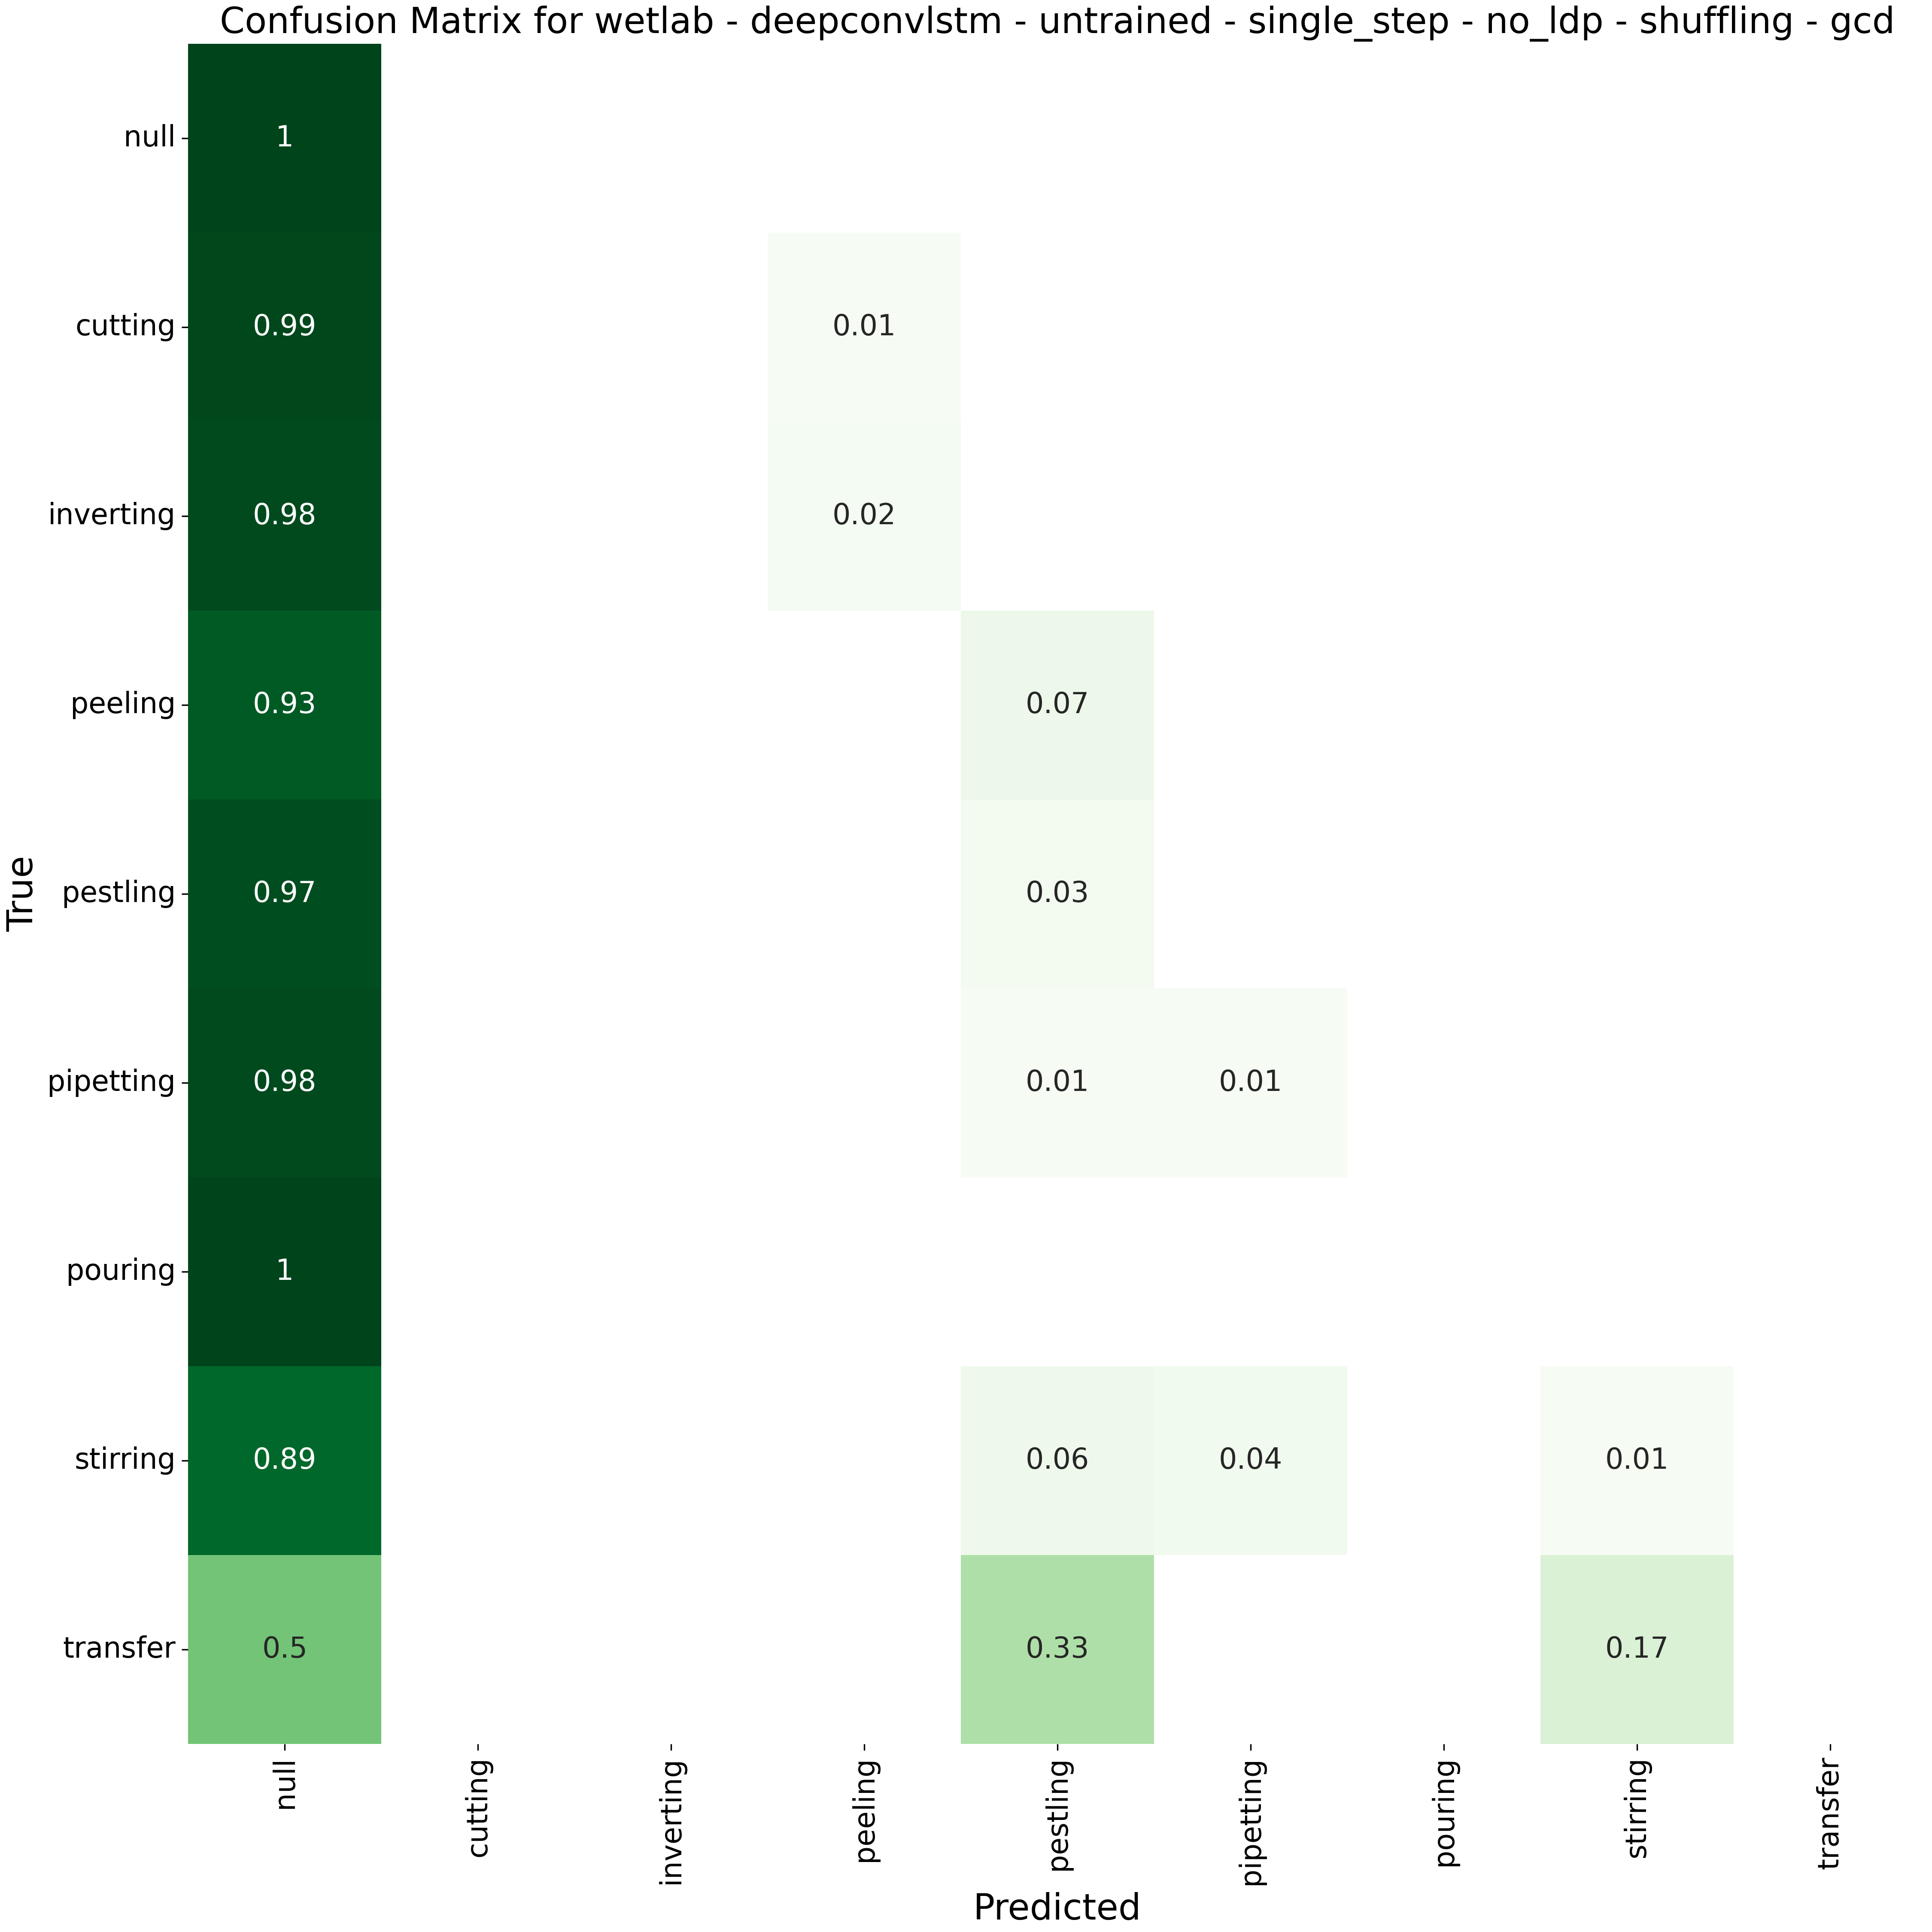 Confusion Matrix for wetlab - deepconvlstm - untrained - single_step - no_ldp - shuffling - gcd
True
null 1
cutting 0.99 0.01
inverting 0.98 0.02
peeling 0.93 0.07
pestling 0.97 0.03
pipetting 0.98 0.01 0.01
pouring 1
stirring 0.89 0.06 0.04 0.01
transfer 0.5 0.33 0.17
null cutting inverting peeling pestling pipetting pouring stirring transfer
Predicted